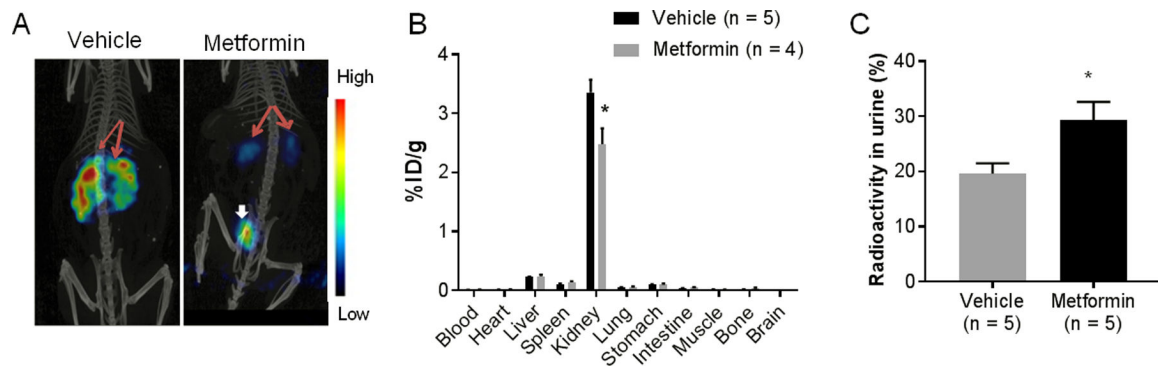 A
Vehicle
Metformin
High
Low
B
Vehicle (n = 5)
Metformin (n = 4)
%ID/g
4
3
2
1
0
*
Blood
Heart
Liver
Spleen
Kidney
Lung
Stomach
Intestine
Muscle
Bone
Brain
C
Radioactivity in urine (%)
40
30
20
10
0
*
Vehicle
(n = 5)
Metformin
(n = 5)